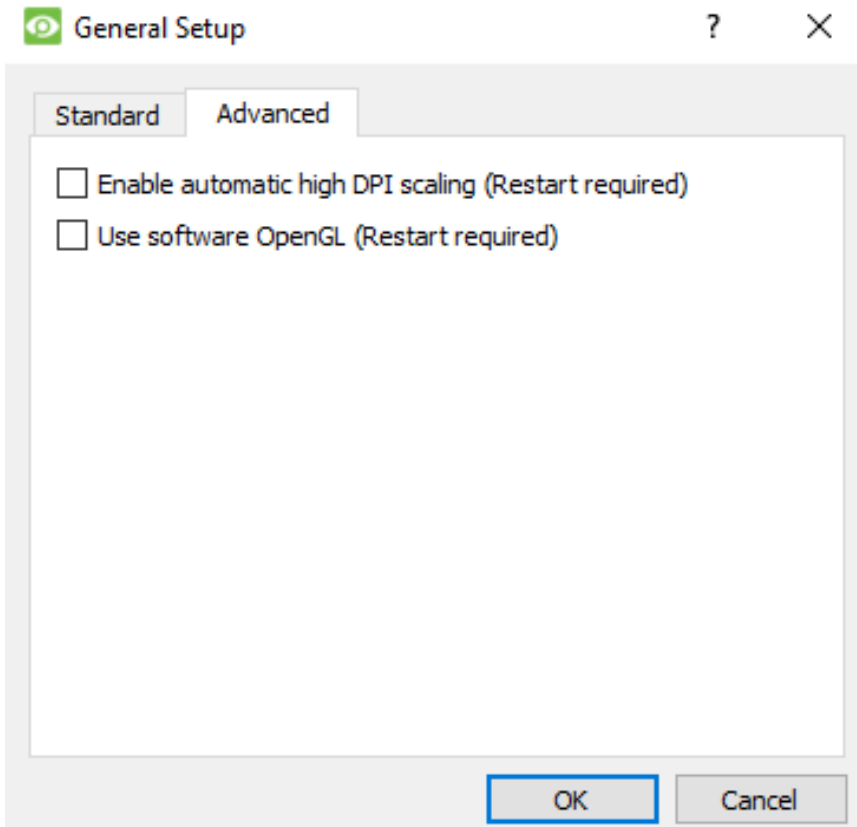 General Setup
?
Standard
Advanced
Enable automatic high DPI scaling (Restart required)
Use software OpenGL (Restart required)
OK
Cancel